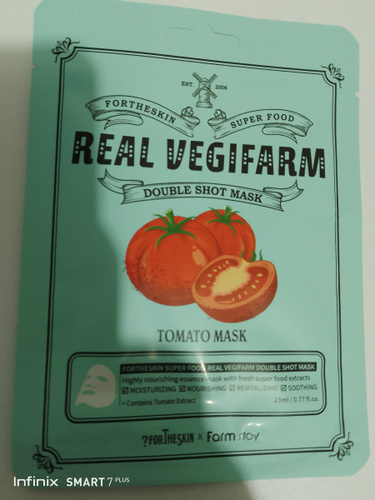 EST. 2006
FORTHESKIN SUPER FOOD
REAL VEGIFARM
DOUBLE SHOT MASK
TOMATO MASK
FORTHESKIN SUPER FOOD REAL VEGIFARM DOUBLE SHOT MASK
Highly nourishing essence mask with fresh super food extracts
☑ MOISTURIZING ☑ NOURISHING ☑ REVITALIZING ☑ SOOTHING
• Contains Tomato Extract 23ml / 0.77 fl.oz.
?FORTHESKIN x Farm stay
Infinix SMART 7 PLUS